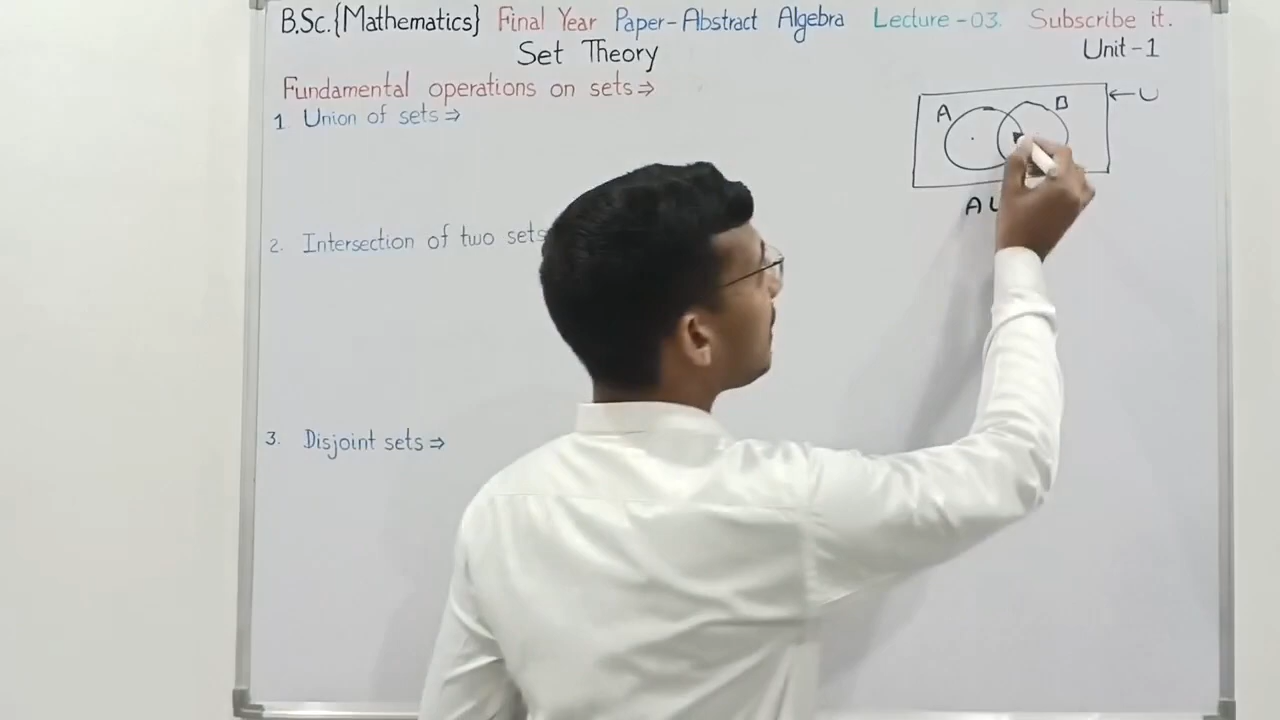 B.Sc.{Mathematics} Final Year Paper-Abstract Algebra Lecture-03. Subscribe it.
Set Theory Unit-1
Fundamental operations on sets⇒
1 Union of sets⇒
A B ←U
A U
2. Intersection of two sets
3. Disjoint sets⇒